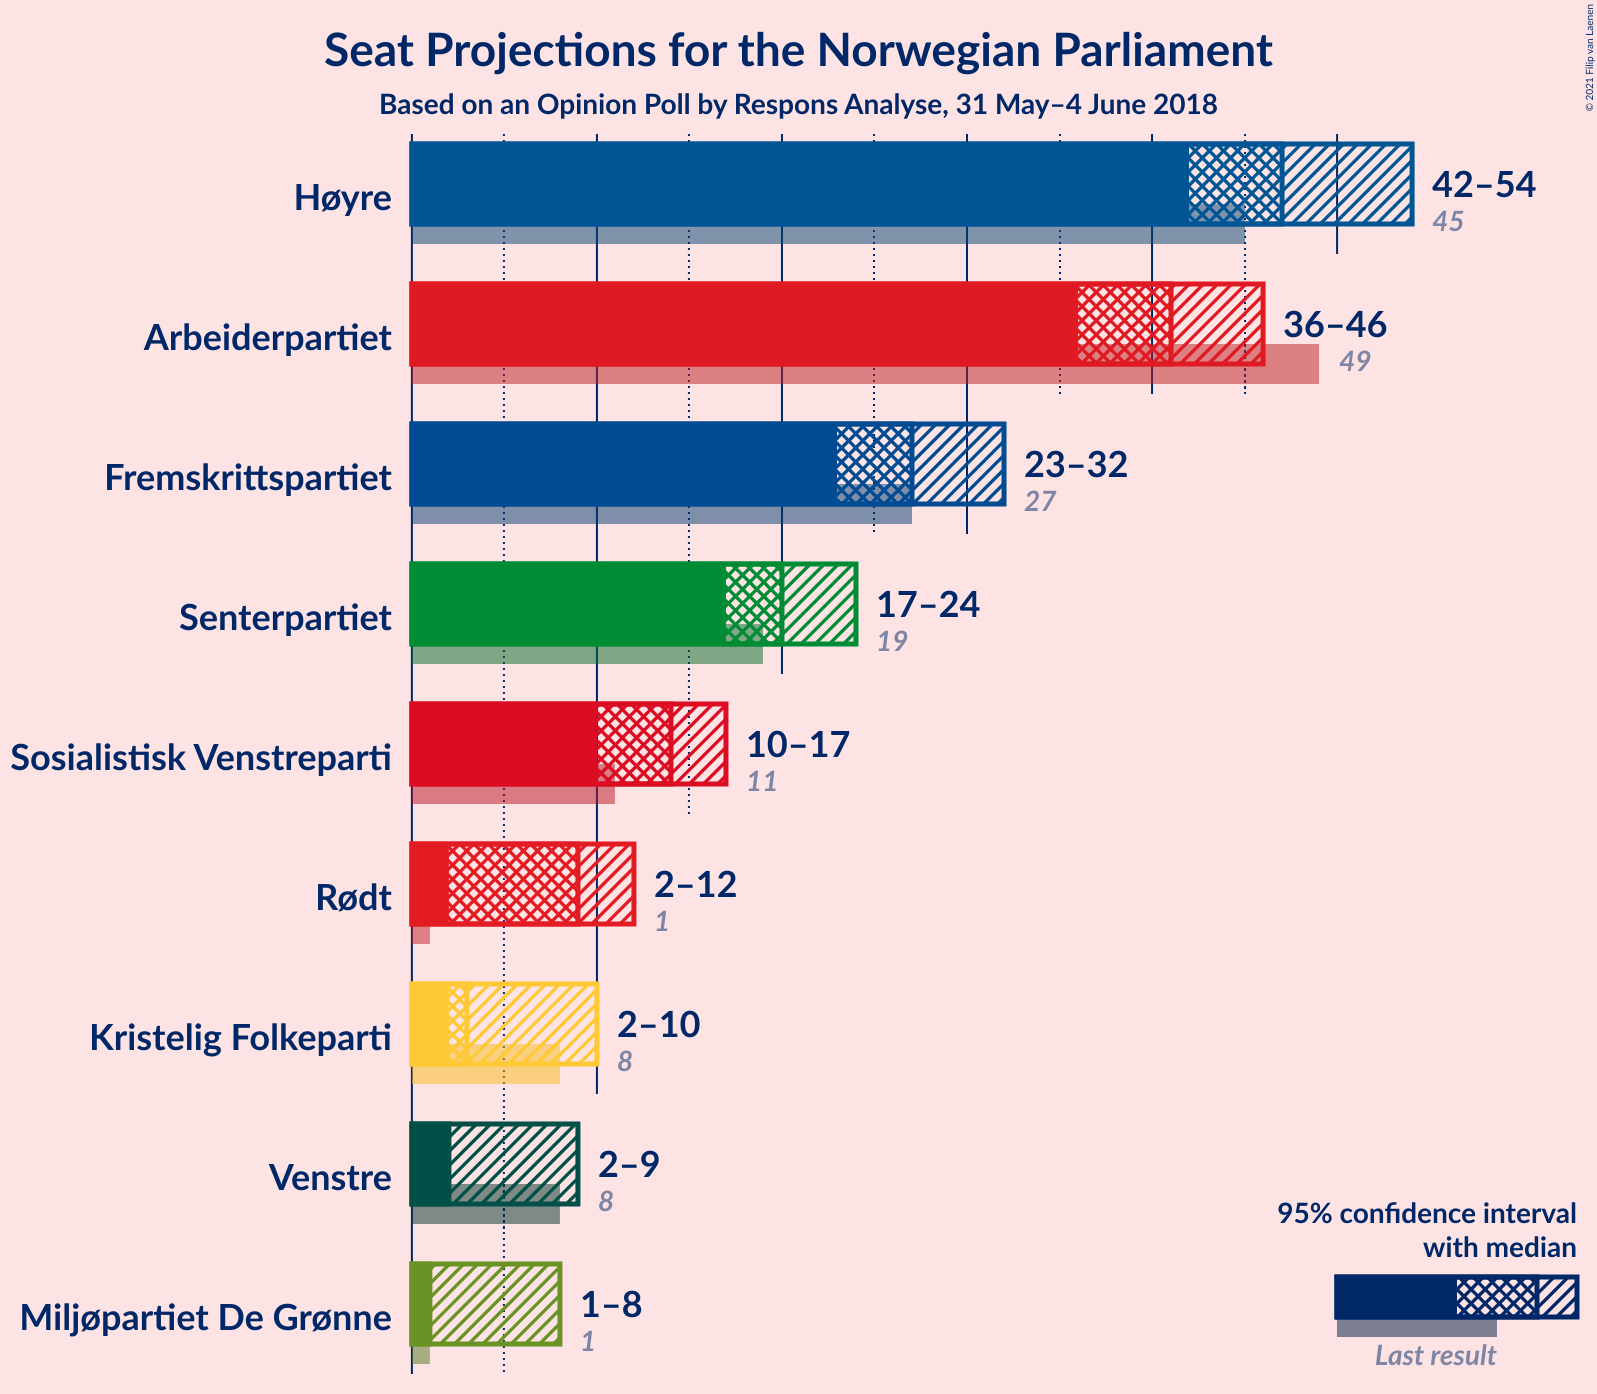 Seat Projections for the Norwegian Parliament
Based on an Opinion Poll by Respons Analyse, 31 May–4 June 2018
© 2021 Filip van Laenen
Høyre
42–54
45
Arbeiderpartiet
36–46
49
Fremskrittspartiet
23–32
27
Senterpartiet
17–24
19
Sosialistisk Venstreparti
10–17
11
Rødt
2–12
1
Kristelig Folkeparti
2–10
8
Venstre
2–9
8
Miljøpartiet De Grønne
1–8
1
95% confidence interval
with median
Last result